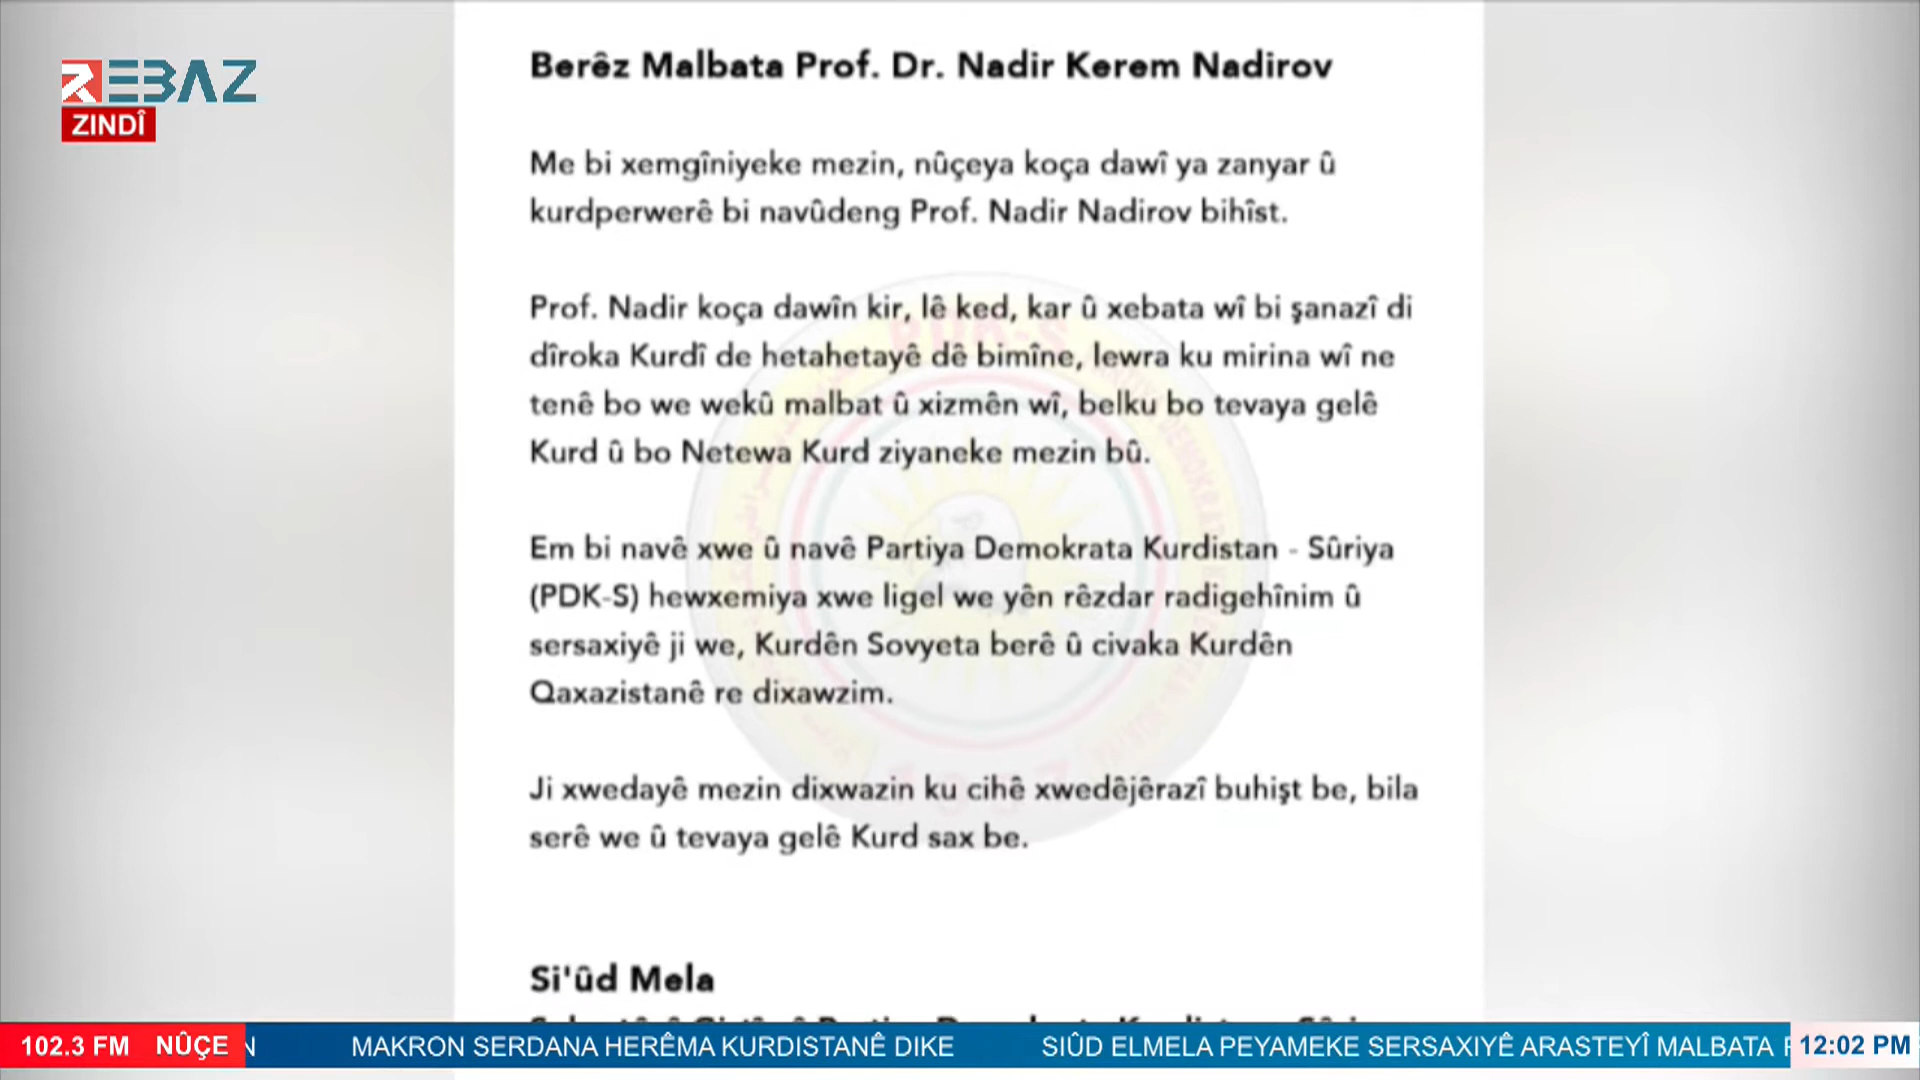 REBAZ
ZINDÎ
Berêz Malbata Prof. Dr. Nadir Kerem Nadirov
Me bi xemgîniyeke mezin, nûçeya koça dawî ya zanyar û
kurdperwerê bi navûdeng Prof. Nadir Nadirov bihîst.
Prof. Nadir koça dawîn kir, lê ked, kar û xebata wî bi şanazî di
dîroka Kurdî de hetahetayê dê bimîne, lewra ku mirina wî ne
tenê bo we wekû malbat û xizmên wî, belku bo tevaya gelê
Kurd û bo Netewa Kurd ziyaneke mezin bû.
Em bi navê xwe û navê Partiya Demokrata Kurdistan - Sûriya
(PDK-S) hewxemiya xwe ligel we yên rêzdar radigehînim û
sersaxiyê ji we, Kurdên Sovyeta berê û civaka Kurdên
Qaxazistanê re dixawzim.
Ji xwedayê mezin dixwazin ku cihê xwedêjêrazî buhişt be, bila
serê we û tevaya gelê Kurd sax be.
Si'ûd Mela
102.3 FM NÛÇE N MAKRON SERDANA HERÊMA KURDISTANÊ DIKE SIÛD ELMELA PEYAMEKE SERSAXIYÊ ARASTEYÎ MALBATA 12:02 PM